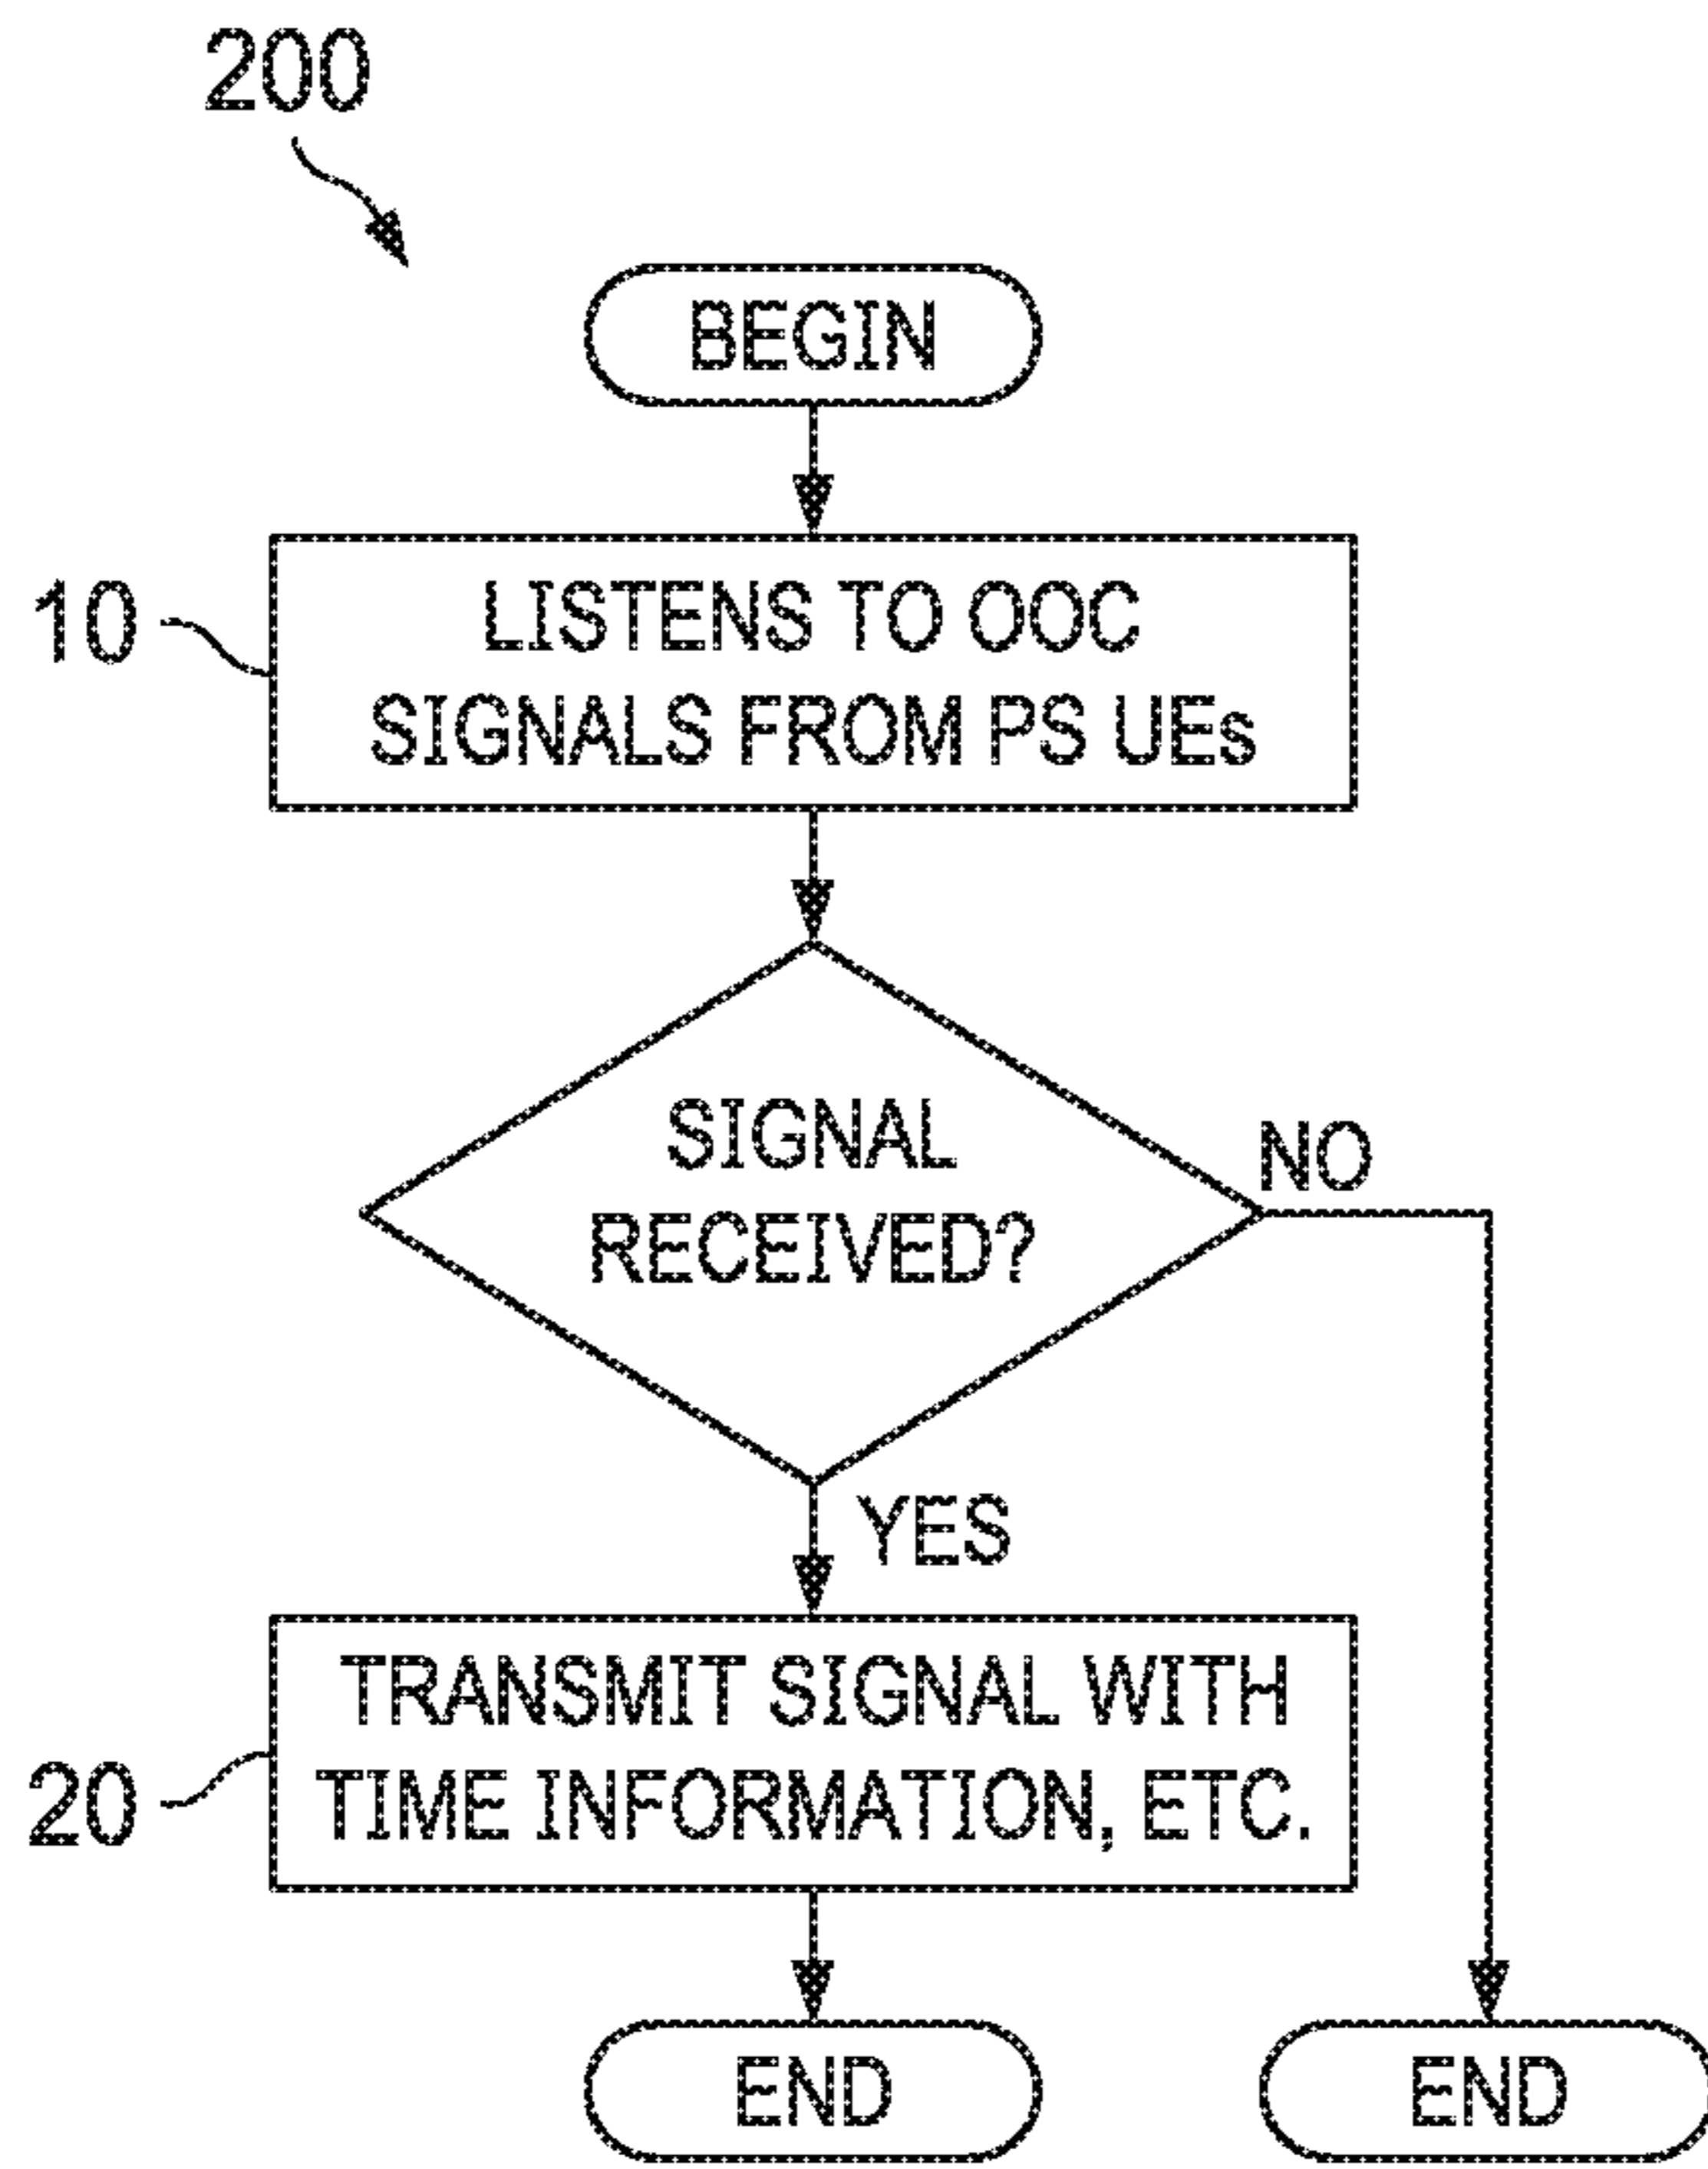 200
BEGIN
10
LISTENS TO OOC
SIGNALS FROM PS UEs
SIGNAL
RECEIVED?
NO
YES
20
TRANSMIT SIGNAL WITH
TIME INFORMATION, ETC.
END
END